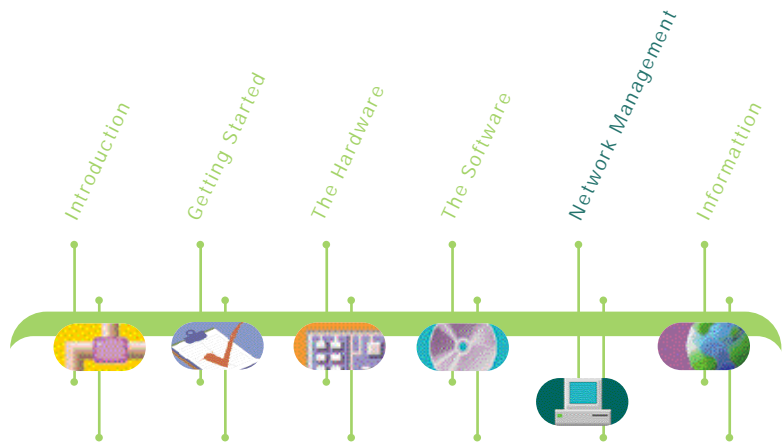 Introduction
Getting Started
The Hardware
The Software
Network Management
Informattion